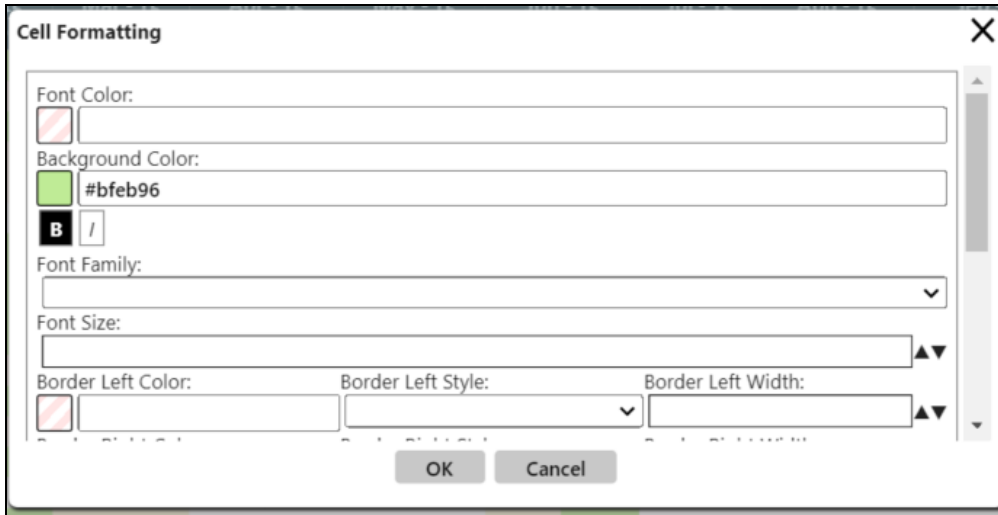 Cell Formatting
Font Color:
Background Color:
#bfeb96
B I
Font Family:
Font Size:
Border Left Color: Border Left Style: Border Left Width:
OK Cancel